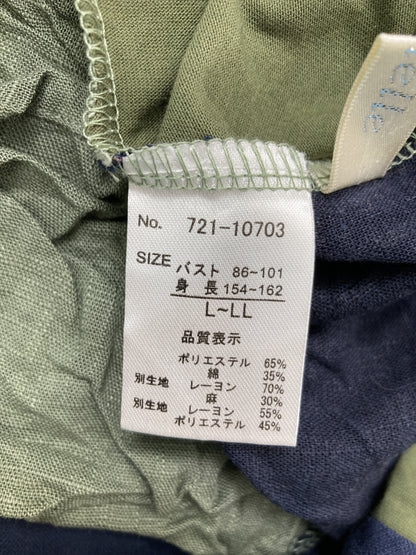 elle
No. 721-10703
SIZE バスト 86~101
身 長 154~162
L~LL
品質表示
ポリエステル 65%
綿 35%
別生地 レーヨン 70%
麻 30%
別生地 レーヨン 55%
ポリエステル 45%